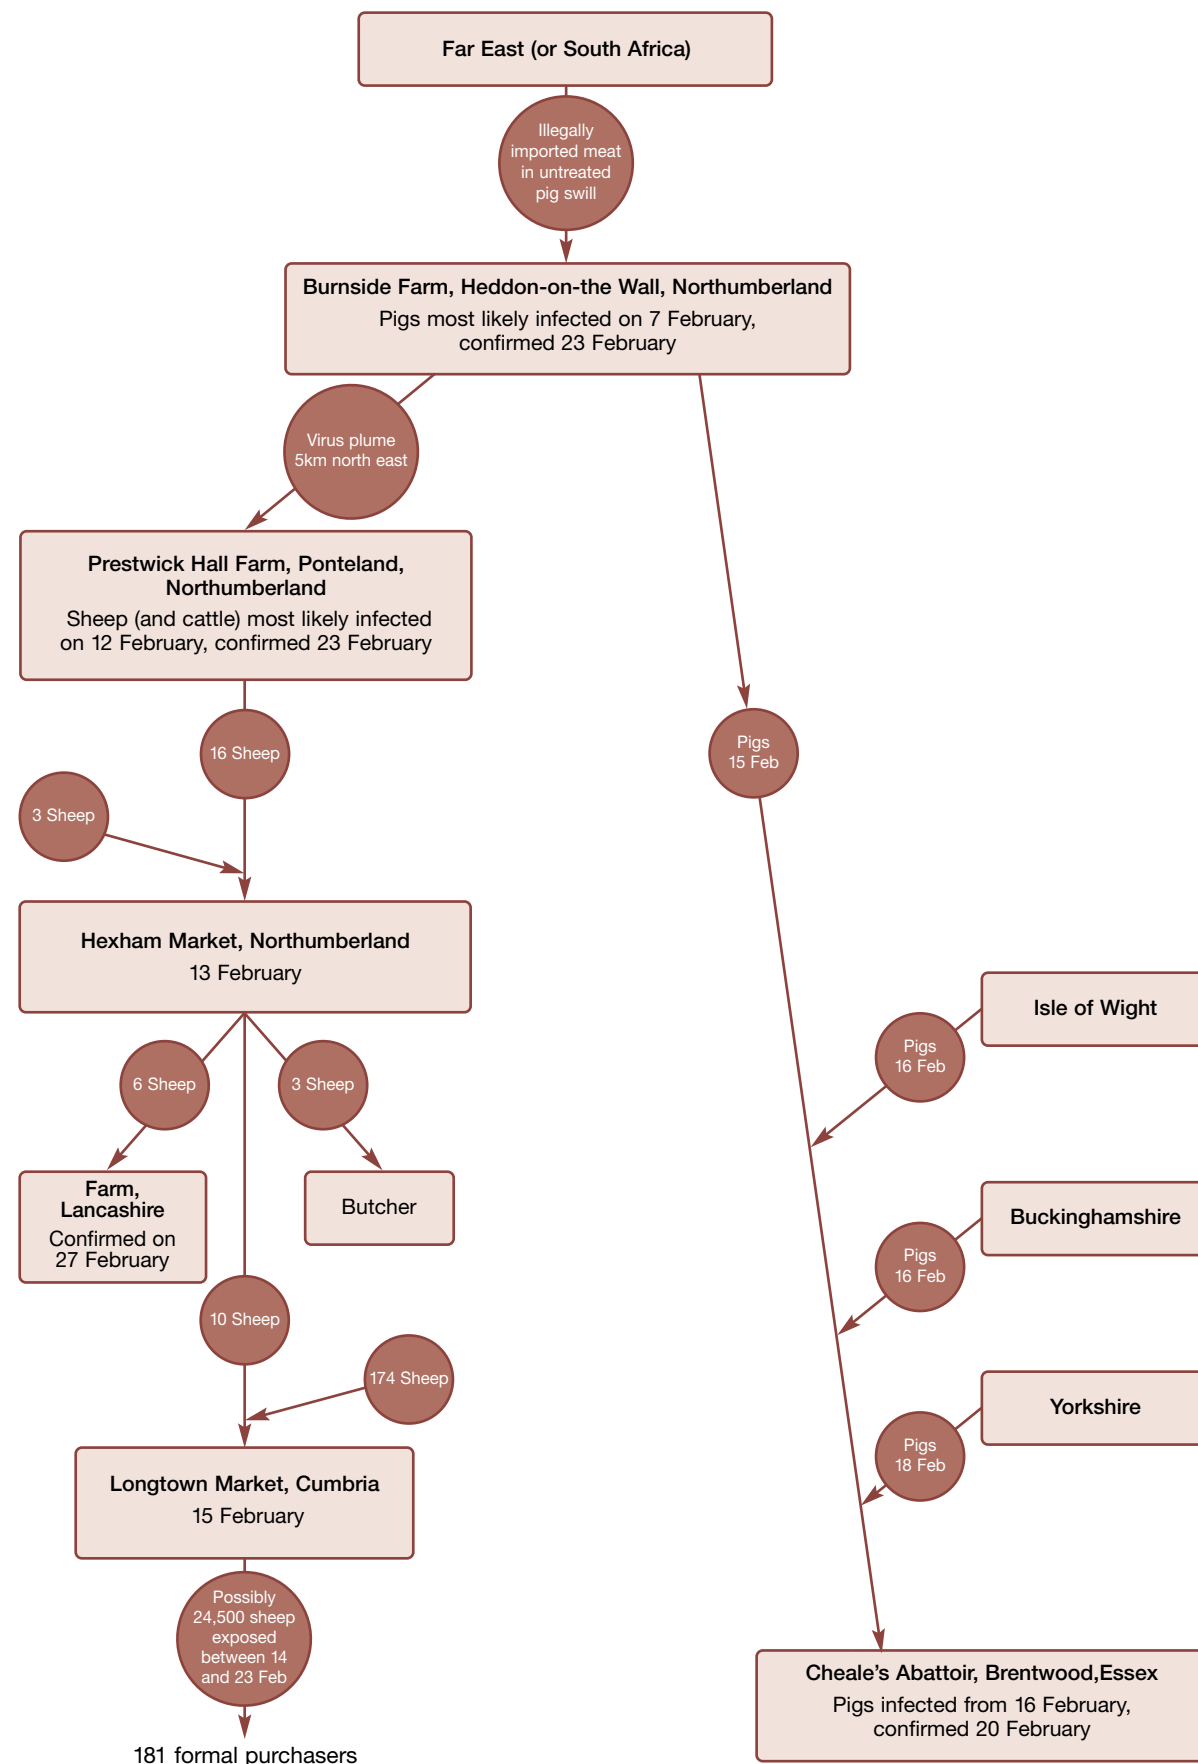 Far East (or South Africa)
Illegally
imported meat
in untreated
pig swill
Burnside Farm, Heddon-on-the Wall, Northumberland
Pigs most likely infected on 7 February,
confirmed 23 February
Virus plume
5km north east
Prestwick Hall Farm, Ponteland,
Northumberland
Sheep (and cattle) most likely infected
on 12 February, confirmed 23 February
16 Sheep
Pigs
15 Feb
3 Sheep
Hexham Market, Northumberland
13 February
Isle of Wight
Pigs
16 Feb
6 Sheep
3 Sheep
Farm,
Lancashire
Confirmed on
27 February
Butcher
Buckinghamshire
Pigs
16 Feb
10 Sheep
174 Sheep
Yorkshire
Pigs
18 Feb
Longtown Market, Cumbria
15 February
Possibly
24,500 sheep
exposed
between 14
and 23 Feb
Cheale's Abattoir, Brentwood,Essex
Pigs infected from 16 February,
confirmed 20 February
181 formal purchasers